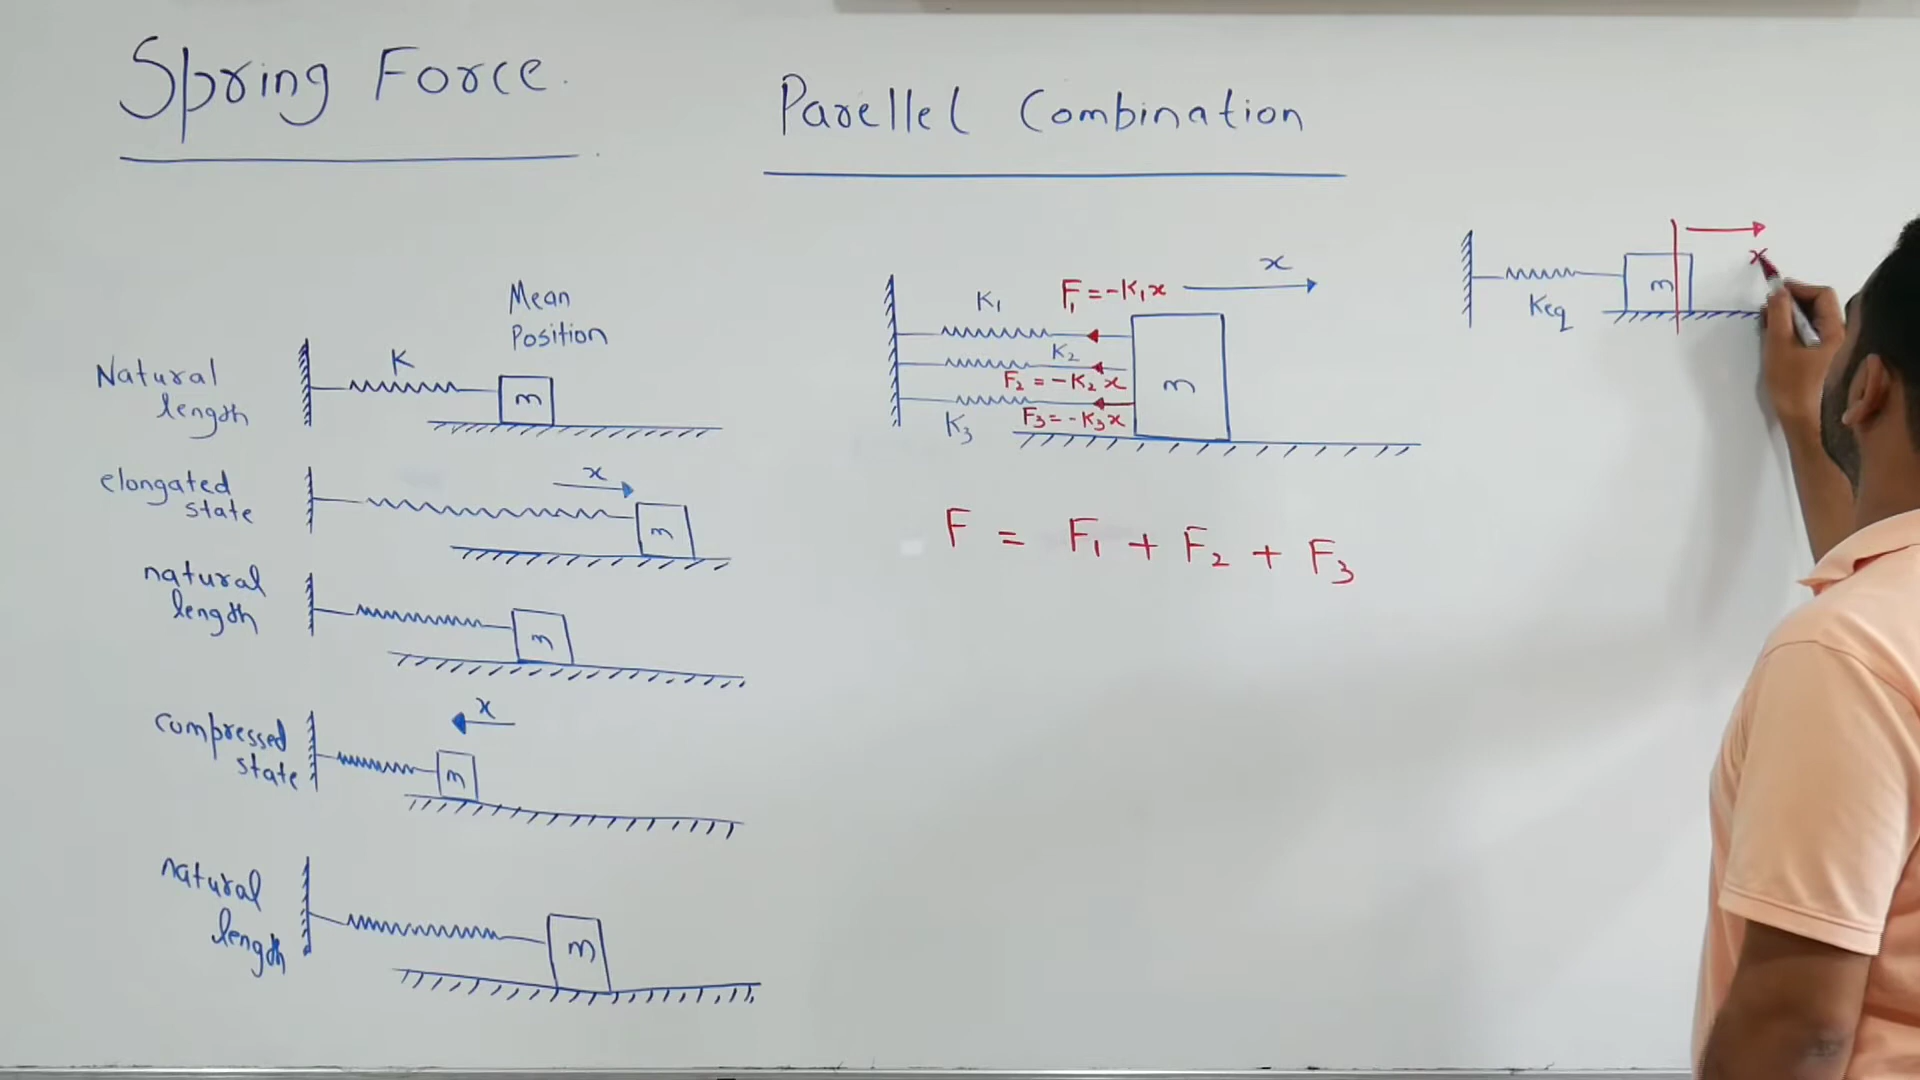 Spring Force.
Parellel Combination
Mean
Position
Natural
length
K
m
elongated
state
x
m
natural
length
m
compressed
state
x
m
natural
length
m
K1
F1 = -K1x
x
K2
F2 = -K2x
K3
F3 = -K3x
m
F = F1 + F2 + F3
x
m
Keq